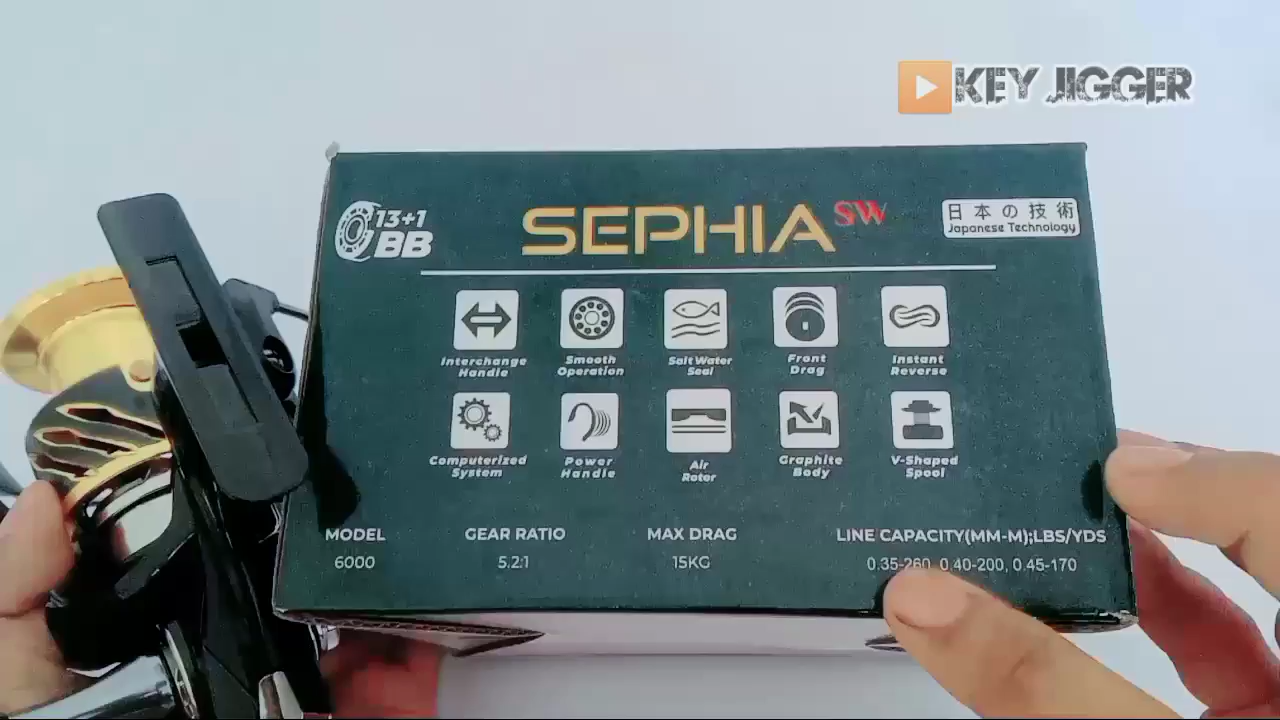 KEY JIGGER
13+1
BB
SEPHIA SW
日本の技術
Japanese Technology
Interchange
Handle
Smooth
Operation
Salt Water
Seal
Front
Drag
Instant
Reverse
Computerized
System
Power
Handle
Air
Roter
Graphite
Body
V-Shaped
Spool
MODEL
6000
GEAR RATIO
5.2:1
MAX DRAG
15KG
LINE CAPACITY(MM-M);LBS/YDS
0.35-260, 0.40-200, 0.45-170